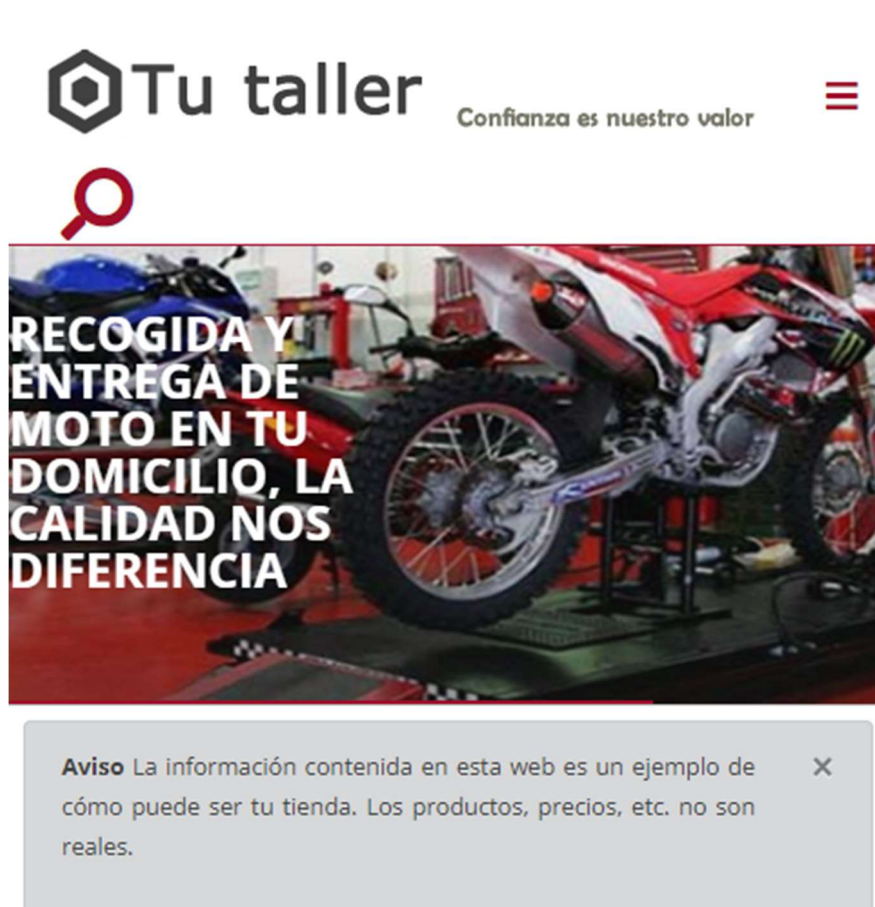 Tu taller
Confianza es nuestro valor
RECOGIDA Y
ENTREGA DE
MOTO EN TU
DOMICILIO, LA
CALIDAD NOS
DIFERENCIA
Aviso La información contenida en esta web es un ejemplo de
cómo puede ser tu tienda. Los productos, precios, etc. no son
reales.